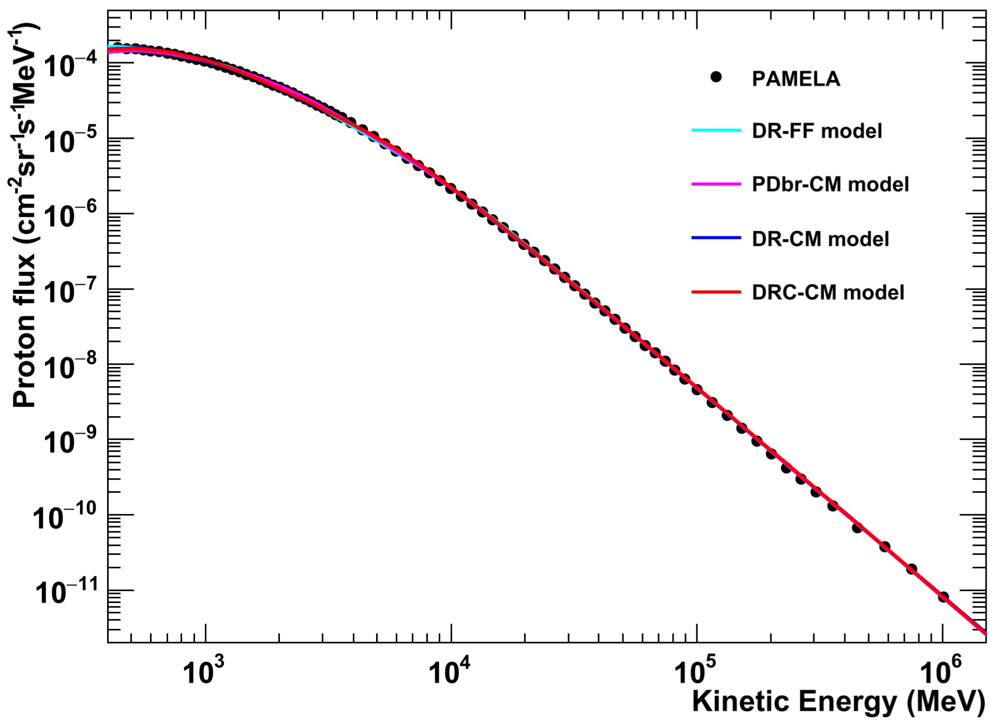 Proton flux (cm⁻²sr⁻¹s⁻¹MeV⁻¹)
10⁻⁴
10⁻⁵
10⁻⁶
10⁻⁷
10⁻⁸
10⁻⁹
10⁻¹⁰
10⁻¹¹
PAMELA
DR-FF model
PDbr-CM model
DR-CM model
DRC-CM model
10³ 10⁴ 10⁵ 10⁶
Kinetic Energy (MeV)